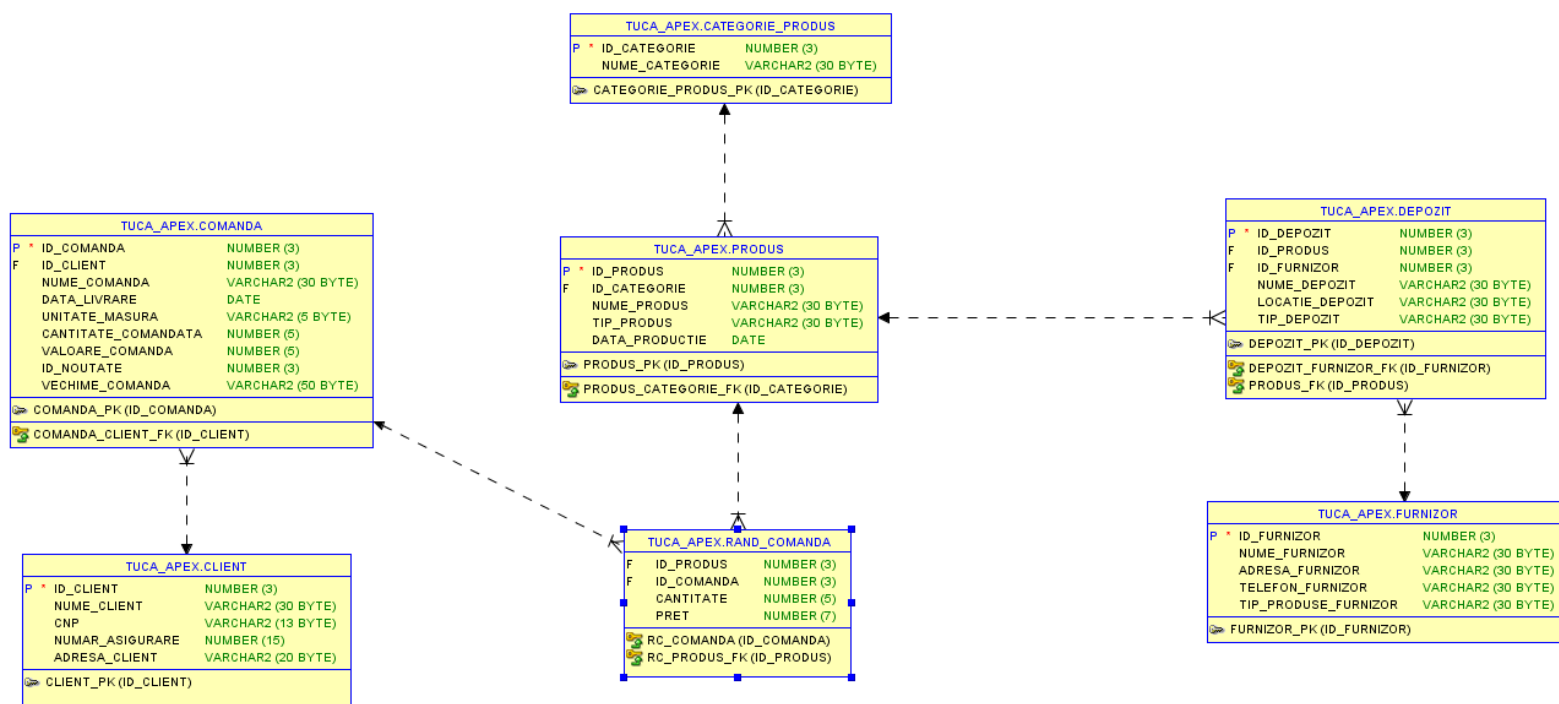 TUCA_APEX.CATEGORIE_PRODUS
P * ID_CATEGORIE NUMBER (3)
NUME_CATEGORIE VARCHAR2 (30 BYTE)
CATEGORIE_PRODUS_PK (ID_CATEGORIE)
TUCA_APEX.COMANDA
P * ID_COMANDA NUMBER (3)
F ID_CLIENT NUMBER (3)
NUME_COMANDA VARCHAR2 (30 BYTE)
DATA_LIVRARE DATE
UNITATE_MASURA VARCHAR2 (5 BYTE)
CANTITATE_COMANDATA NUMBER (5)
VALOARE_COMANDA NUMBER (5)
ID_NOUTATE NUMBER (3)
VECHIME_COMANDA VARCHAR2 (50 BYTE)
COMANDA_PK (ID_COMANDA)
COMANDA_CLIENT_FK (ID_CLIENT)
TUCA_APEX.PRODUS
P * ID_PRODUS NUMBER (3)
F ID_CATEGORIE NUMBER (3)
NUME_PRODUS VARCHAR2 (30 BYTE)
TIP_PRODUS VARCHAR2 (30 BYTE)
DATA_PRODUCTIE DATE
PRODUS_PK (ID_PRODUS)
PRODUS_CATEGORIE_FK (ID_CATEGORIE)
TUCA_APEX.DEPOZIT
P * ID_DEPOZIT NUMBER (3)
F ID_PRODUS NUMBER (3)
F ID_FURNIZOR NUMBER (3)
NUME_DEPOZIT VARCHAR2 (30 BYTE)
LOCATIE_DEPOZIT VARCHAR2 (30 BYTE)
TIP_DEPOZIT VARCHAR2 (30 BYTE)
DEPOZIT_PK (ID_DEPOZIT)
DEPOZIT_FURNIZOR_FK (ID_FURNIZOR)
PRODUS_FK (ID_PRODUS)
TUCA_APEX.CLIENT
P * ID_CLIENT NUMBER (3)
NUME_CLIENT VARCHAR2 (30 BYTE)
CNP VARCHAR2 (13 BYTE)
NUMAR_ASIGURARE NUMBER (15)
ADRESA_CLIENT VARCHAR2 (20 BYTE)
CLIENT_PK (ID_CLIENT)
TUCA_APEX.RAND_COMANDA
F ID_PRODUS NUMBER (3)
F ID_COMANDA NUMBER (3)
CANTITATE NUMBER (5)
PRET NUMBER (7)
RC_COMANDA (ID_COMANDA)
RC_PRODUS_FK (ID_PRODUS)
TUCA_APEX.FURNIZOR
P * ID_FURNIZOR NUMBER (3)
NUME_FURNIZOR VARCHAR2 (30 BYTE)
ADRESA_FURNIZOR VARCHAR2 (30 BYTE)
TELEFON_FURNIZOR VARCHAR2 (30 BYTE)
TIP_PRODUSE_FURNIZOR VARCHAR2 (30 BYTE)
FURNIZOR_PK (ID_FURNIZOR)